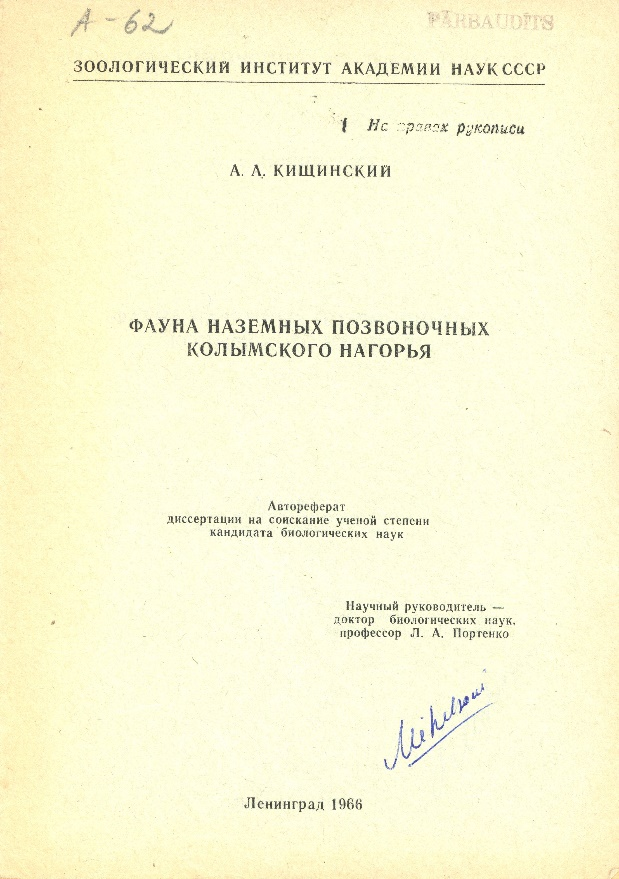 А-62
PĀRBAUDĪTS
ЗООЛОГИЧЕСКИЙ ИНСТИТУТ АКАДЕМИИ НАУК СССР
На правах рукописи
А. А. КИЩИНСКИЙ
ФАУНА НАЗЕМНЫХ ПОЗВОНОЧНЫХ
КОЛЫМСКОГО НАГОРЬЯ
Автореферат
диссертации на соискание ученой степени
кандидата биологических наук
Научный руководитель —
доктор биологических наук,
профессор Л. А. Портенко
Ленинград 1966